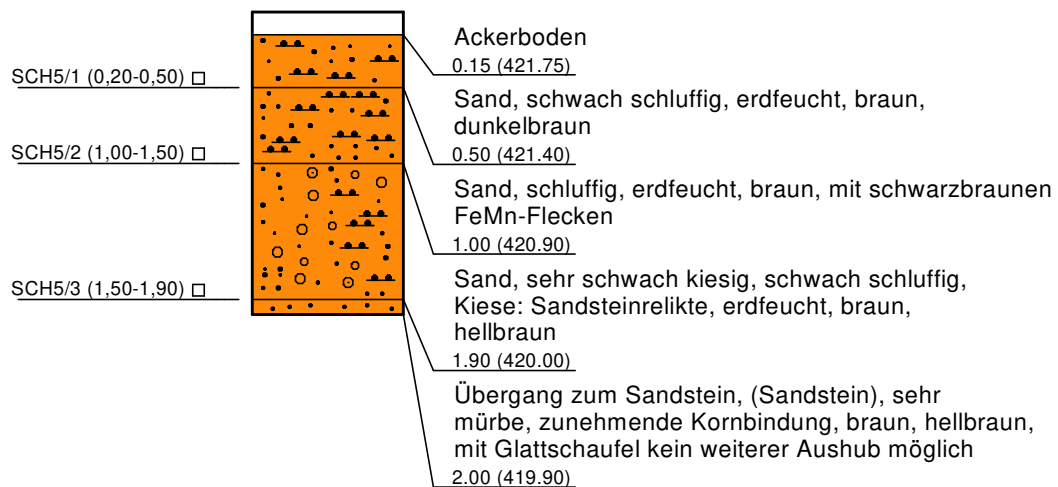 Ackerboden
0.15 (421.75)
SCH5/1 (0,20-0,50)
Sand, schwach schluffig, erdfeucht, braun,
dunkelbraun
0.50 (421.40)
SCH5/2 (1,00-1,50)
Sand, schluffig, erdfeucht, braun, mit schwarzbraunen
FeMn-Flecken
1.00 (420.90)
SCH5/3 (1,50-1,90)
Sand, sehr schwach kiesig, schwach schluffig,
Kiese: Sandsteinrelikte, erdfeucht, braun,
hellbraun
1.90 (420.00)
Übergang zum Sandstein, (Sandstein), sehr
mürbe, zunehmende Kornbindung, braun, hellbraun,
mit Glattschaufel kein weiterer Aushub möglich
2.00 (419.90)